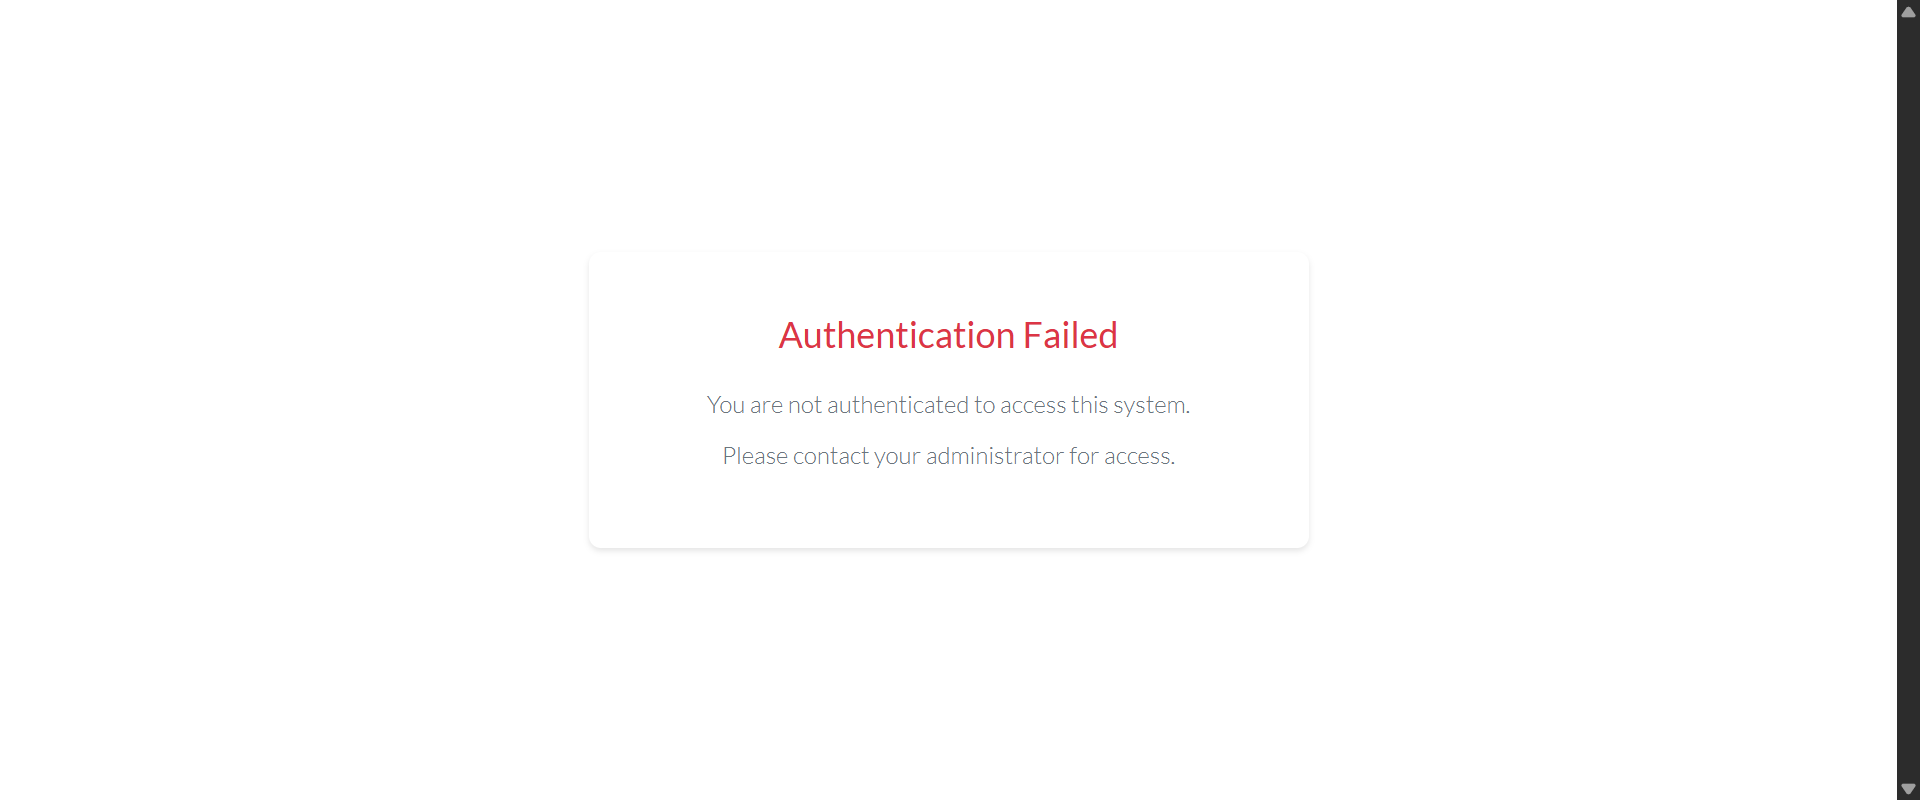 Authentication Failed
You are not authenticated to access this system.
Please contact your administrator for access.